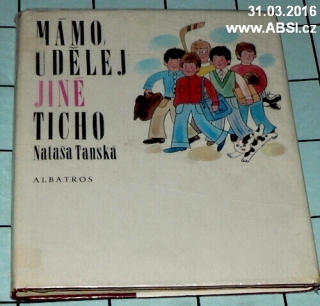 31.03.2016
www.ABSi.cz
MÁMO,
UDĚLEJ
JINÉ
TICHO
Nataša Tanská
ALBATROS